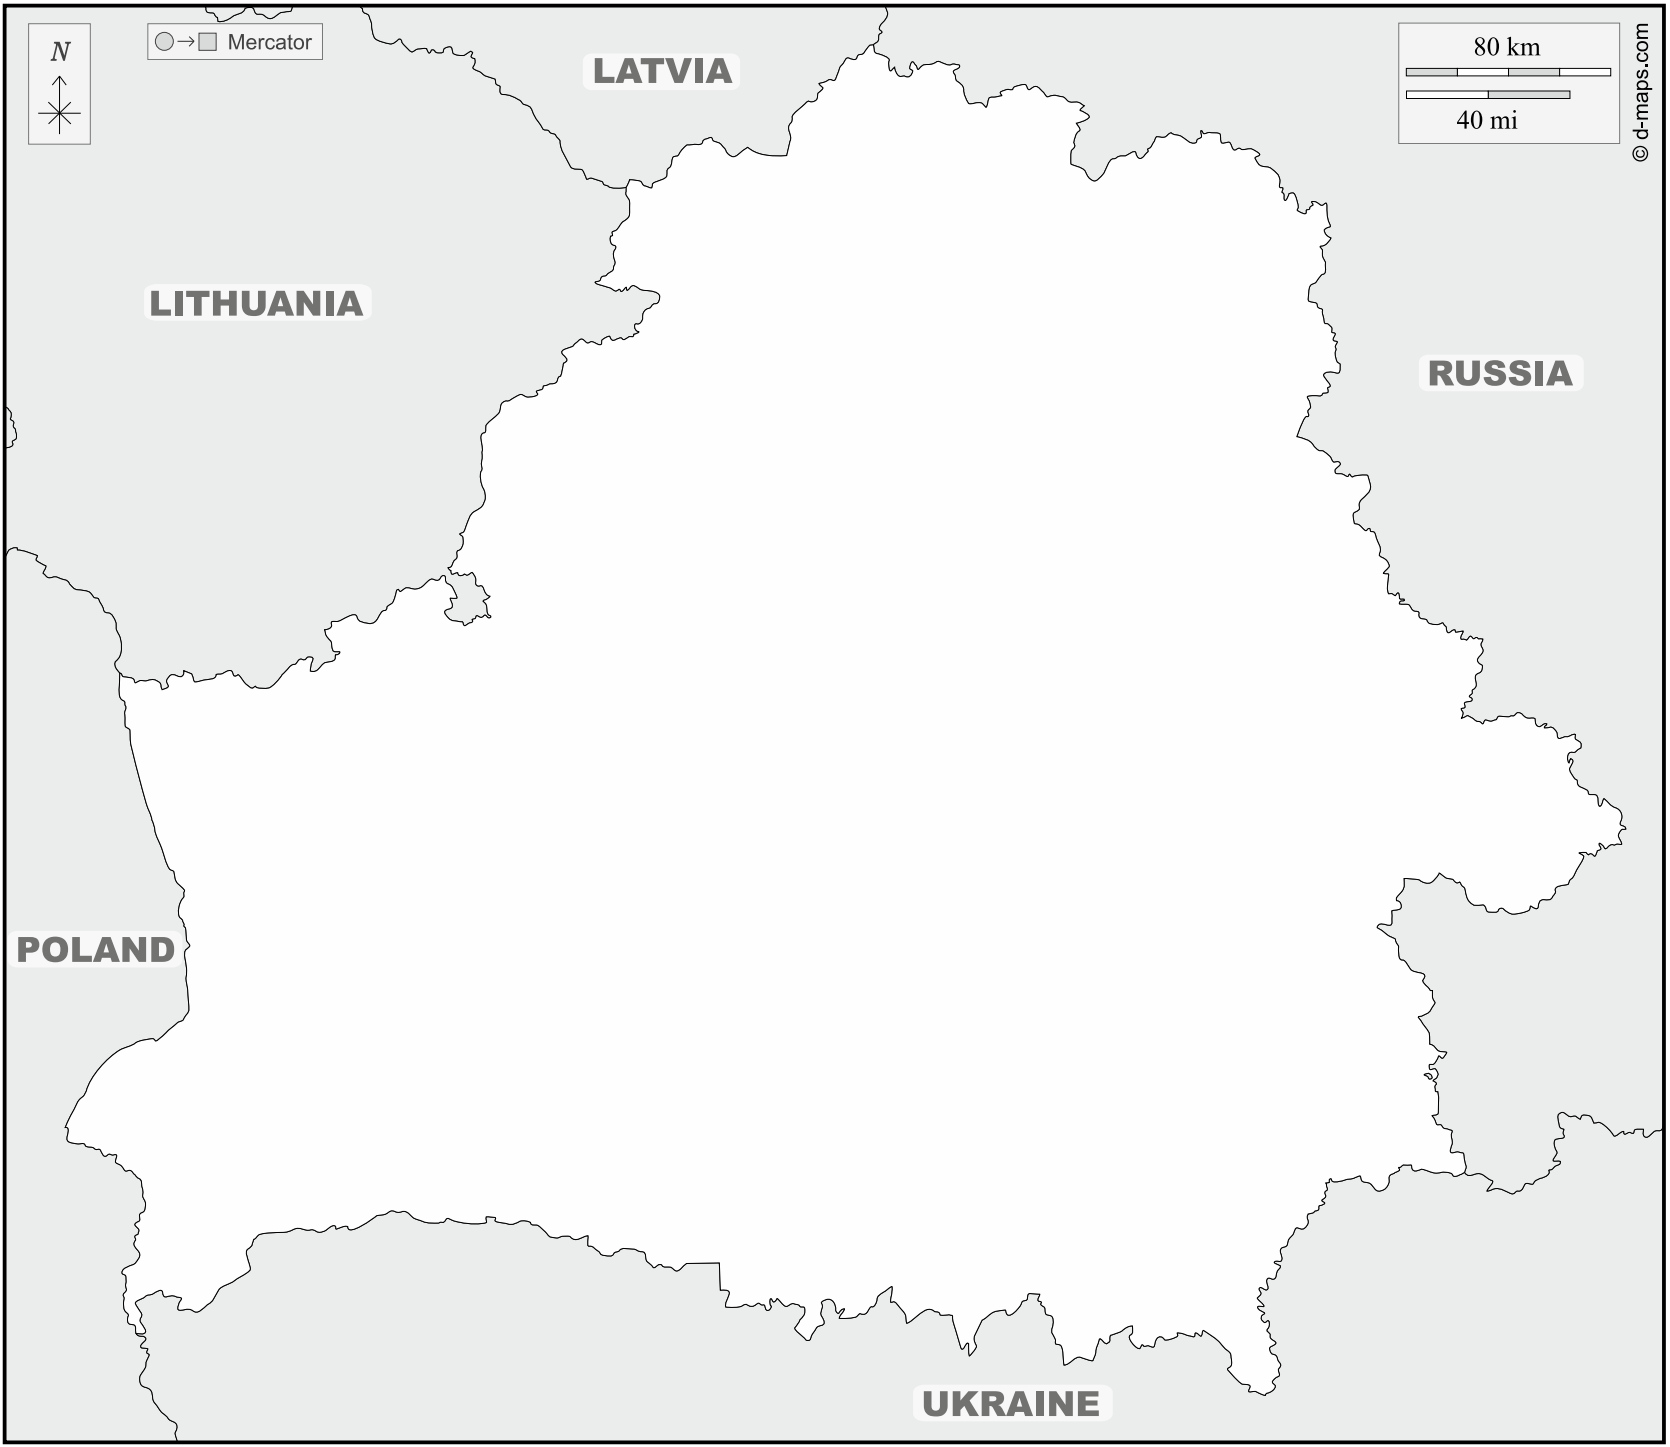 N
Mercator
LATVIA
80 km
40 mi
© d-maps.com
LITHUANIA
RUSSIA
POLAND
UKRAINE